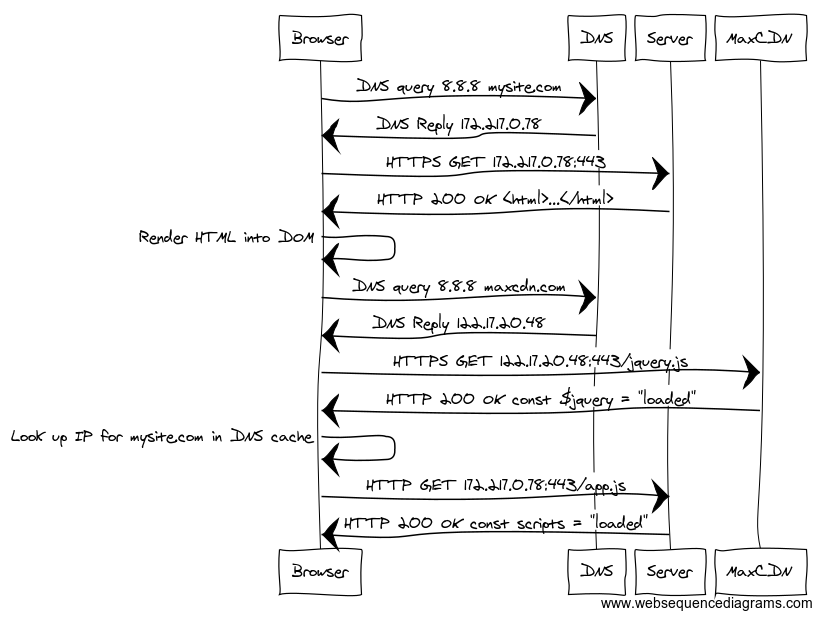 Browser DNS Server MaxCDN
DNS query 8.8.8 mysite.com
DNS Reply 172.217.0.78
HTTPS GET 172.217.0.78:443
HTTP 200 OK <html>...</html>
Render HTML into DOM
DNS query 8.8.8 maxcdn.com
DNS Reply 122.17.20.48
HTTPS GET 122.17.20.48:443/jquery.js
HTTP 200 OK const $jquery = "loaded"
Look up IP for mysite.com in DNS cache
HTTP GET 172.217.0.78:443/app.js
HTTP 200 OK const scripts = "loaded"
Browser DNS Server MaxCDN
www.websequencediagrams.com